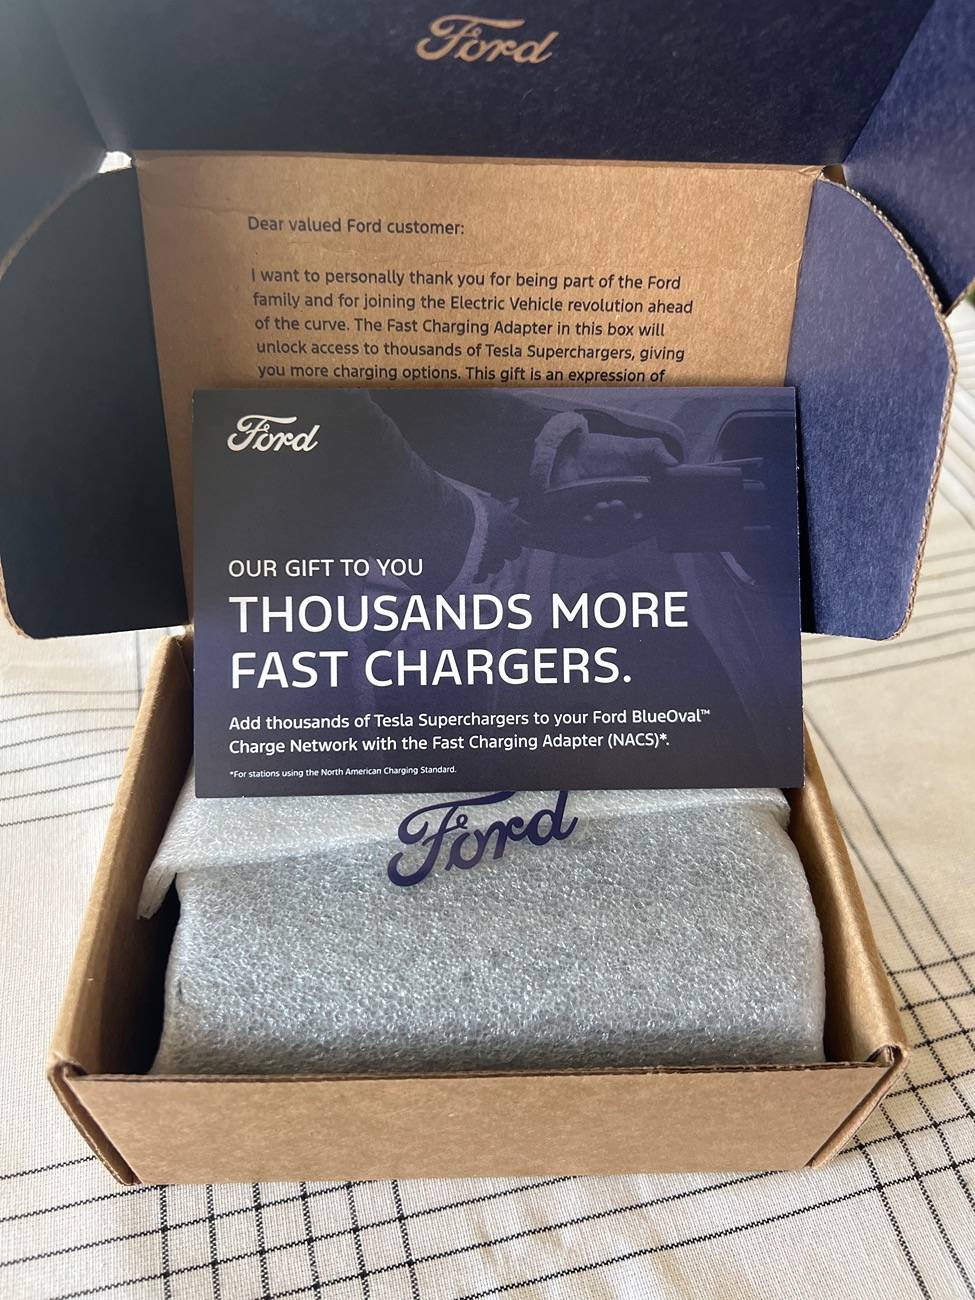 Ford
Dear valued Ford customer:
I want to personally thank you for being part of the Ford
family and for joining the Electric Vehicle revolution ahead
of the curve. The Fast Charging Adapter in this box will
unlock access to thousands of Tesla Superchargers, giving
you more charging options. This gift is an expression of
Ford
OUR GIFT TO YOU
THOUSANDS MORE
FAST CHARGERS.
Add thousands of Tesla Superchargers to your Ford BlueOval™
Charge Network with the Fast Charging Adapter (NACS)*.
*For stations using the North American Charging Standard.
Ford